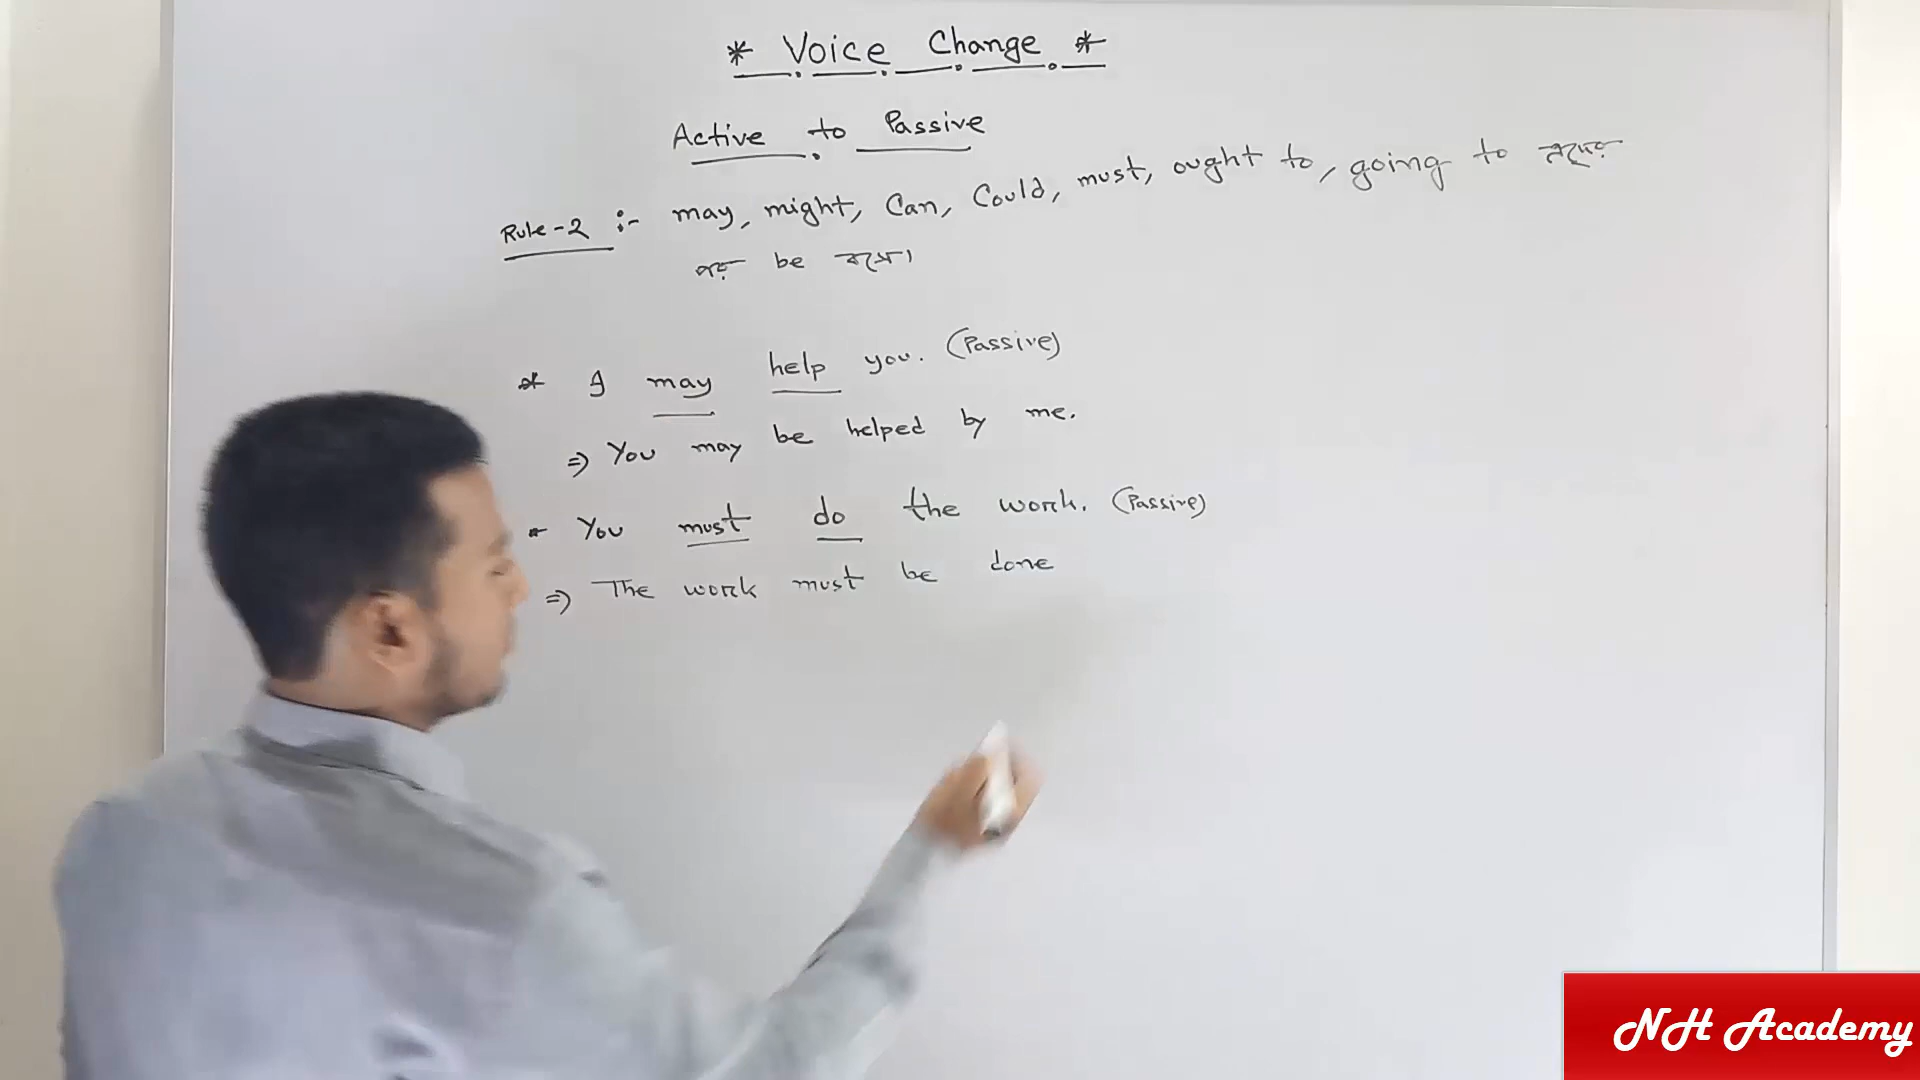 * Voice Change *
Active to Passive
Rule-2 :- may, might, Can, Could, must, ought to, going to
be বসে।
* I may help you. (Passive)
⇒ You may be helped by me.
* You must do the work. (Passive)
⇒ The work must be done
NH Academy